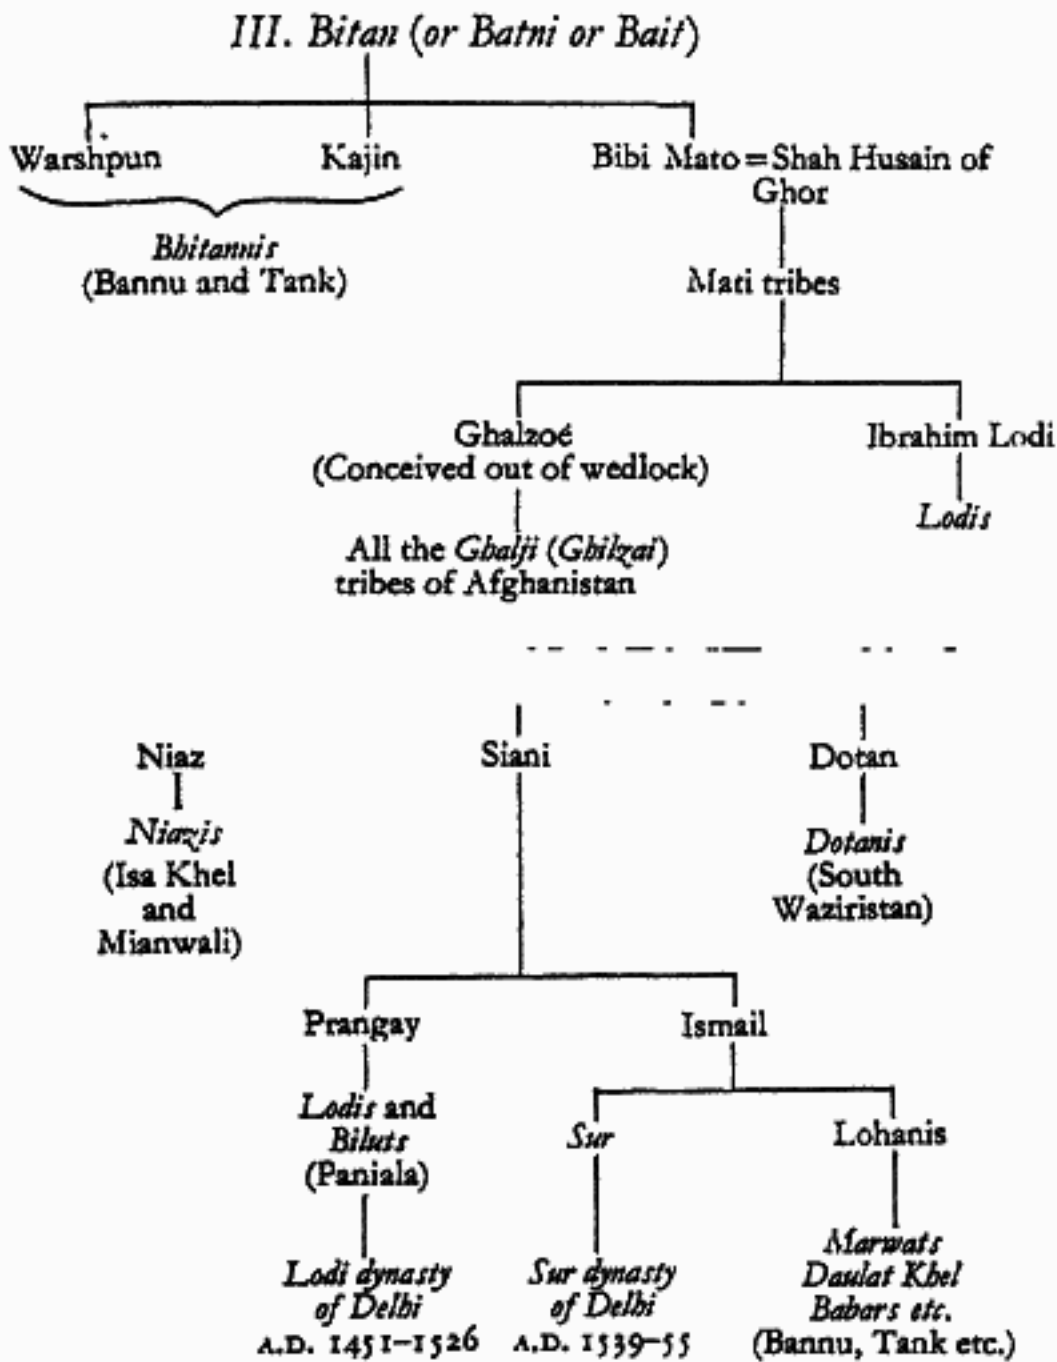 III. Bitan (or Batni or Bait)
Warshpun
Kajin
Bibi Mato=Shah Husain of
Ghor
Bhitannis
(Bannu and Tank)
Mati tribes
Ghalzoé
(Conceived out of wedlock)
Ibrahim Lodi
Lodis
All the Ghalji (Ghilzai)
tribes of Afghanistan
Niaz
Siani
Dotan
Niazis
(Isa Khel
and
Mianwali)
Dotanis
(South
Waziristan)
Prangay
Ismail
Lodis and
Biluts
(Paniala)
Sur
Lohanis
Lodi dynasty
of Delhi
A.D. 1451–1526
Sur dynasty
of Delhi
A.D. 1539–55
Marwats
Daulat Khel
Babars etc.
(Bannu, Tank etc.)